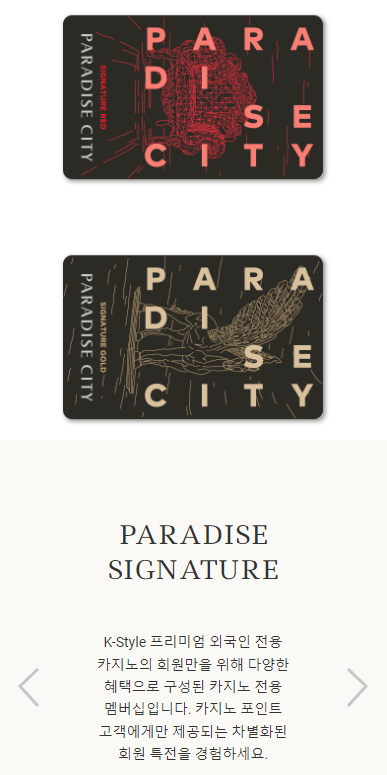 PARA
DI
SE
CITY
SIGNATURE RED
PARADISE CITY
PARA
DI
SE
CITY
SIGNATURE GOLD
PARADISE CITY
PARADISE
SIGNATURE
K-Style 프리미엄 외국인 전용
카지노의 회원만을 위해 다양한
혜택으로 구성된 카지노 전용
멤버십입니다. 카지노 포인트
고객에게만 제공되는 차별화된
회원 특전을 경험하세요.